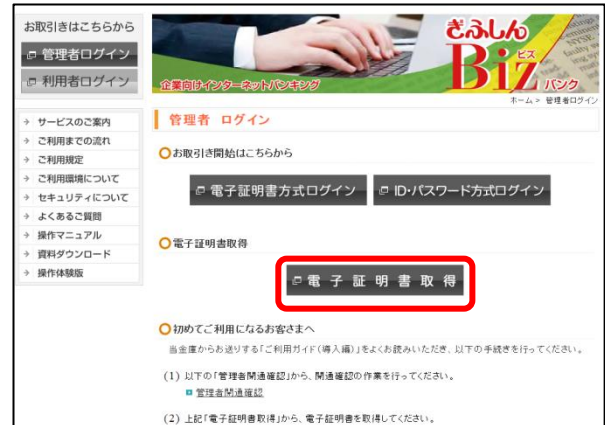 お取引きはこちらから
管理者ログイン
利用者ログイン
ぎふしん
Biz
ビズ
バンク
企業向けインターネットバンキング
ホーム > 管理者ログイン
サービスのご案内
ご利用までの流れ
ご利用規定
ご利用環境について
セキュリティについて
よくあるご質問
操作マニュアル
資料ダウンロード
操作体験版
管理者 ログイン
お取引き開始はこちらから
電子証明書方式ログイン
ID・パスワード方式ログイン
電子証明書取得
電子証明書取得
初めてご利用になるお客さまへ
当金庫からお送りする「ご利用ガイド(導入編)」をよくお読みいただき、以下の手続きを行ってください。
(1) 以下の「管理者開通確認」から、開通確認の作業を行ってください。
管理者開通確認
(2) 上記「電子証明書取得」から、電子証明書を取得してください。